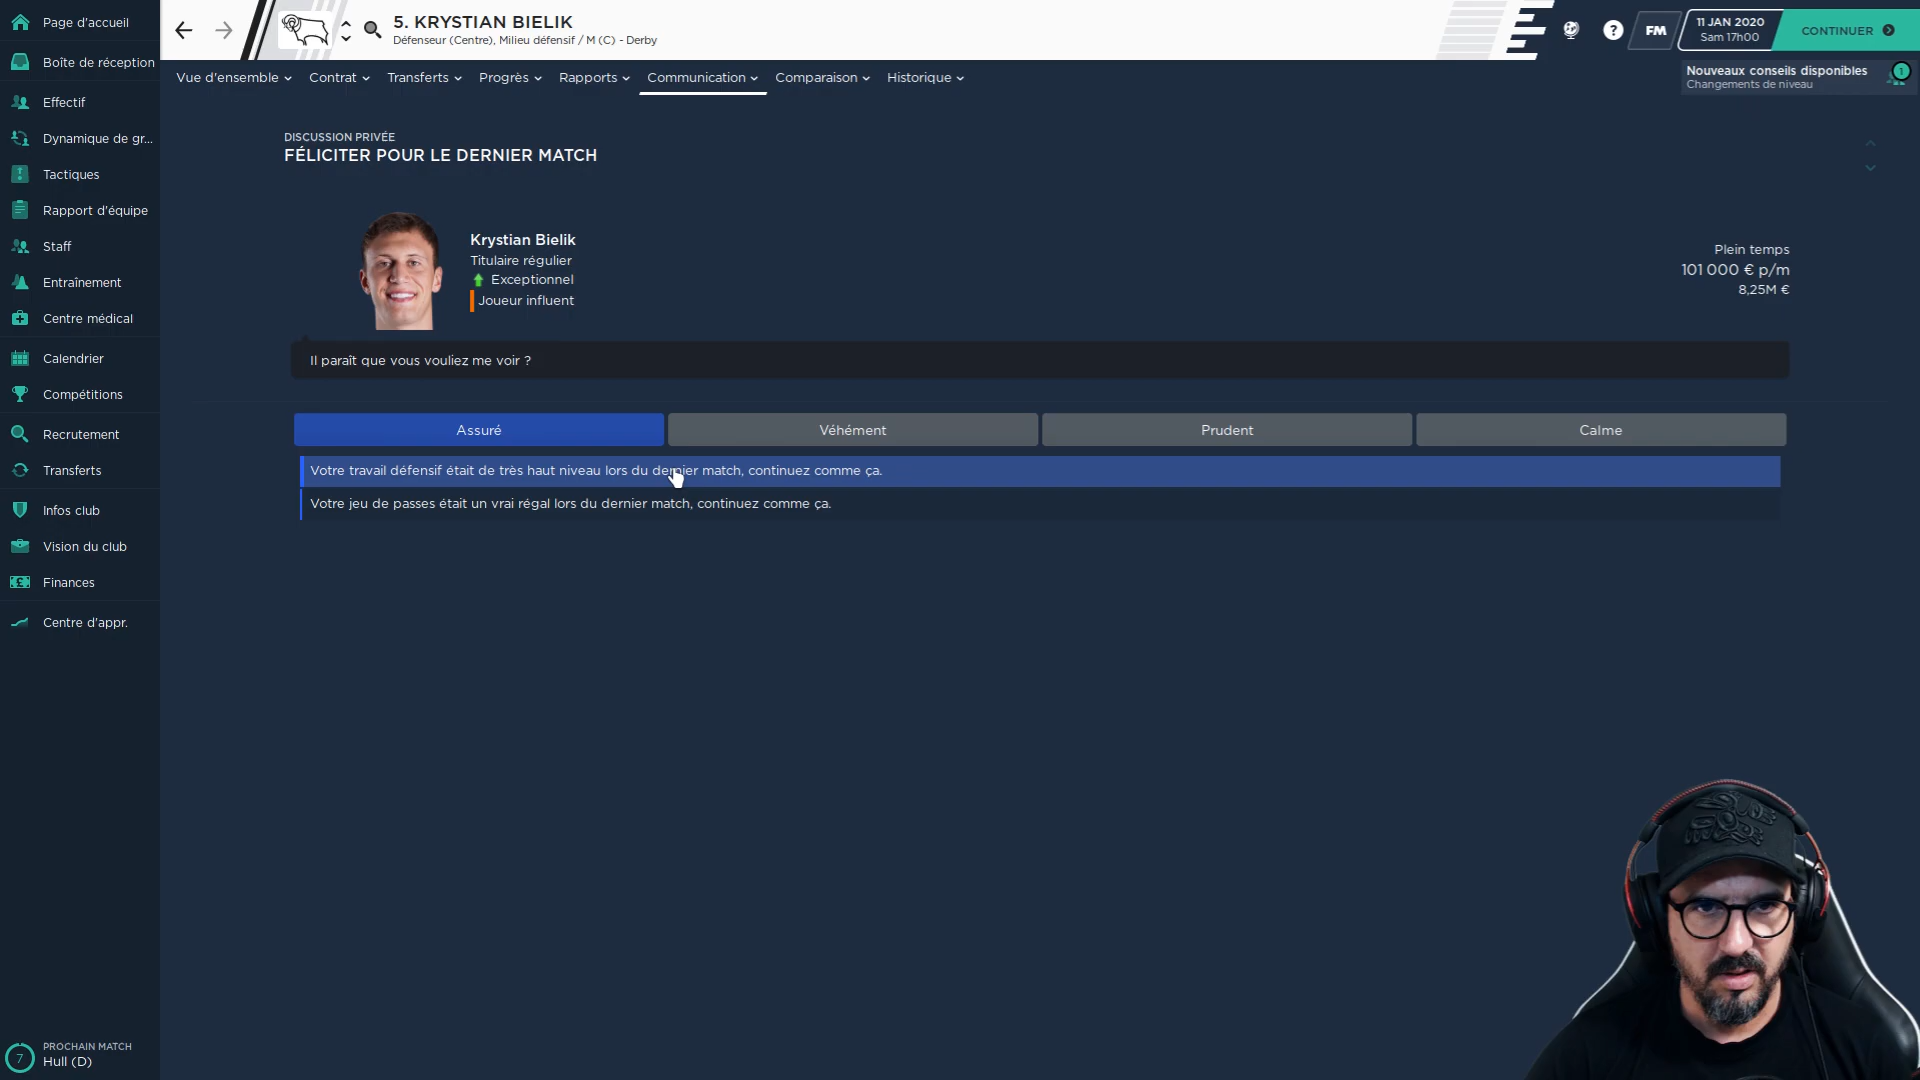 Page d'accueil
Boîte de réception
Effectif
Dynamique de gr...
Tactiques
Rapport d'équipe
Staff
Entraînement
Centre médical
Calendrier
Compétitions
Recrutement
Transferts
Infos club
Vision du club
Finances
Centre d'appr.
7
PROCHAIN MATCH
Hull (D)
5. KRYSTIAN BIELIK
Défenseur (Centre), Milieu défensif / M (C) - Derby
?
FM
11 JAN 2020
Sam 17h00
CONTINUER
Vue d'ensemble
Contrat
Transferts
Progrès
Rapports
Communication
Comparaison
Historique
Nouveaux conseils disponibles
Changements de niveau
1
DISCUSSION PRIVÉE
FÉLICITER POUR LE DERNIER MATCH
Krystian Bielik
Titulaire régulier
Exceptionnel
Joueur influent
Plein temps
101 000 € p/m
8,25M €
Il paraît que vous vouliez me voir ?
Assuré
Véhément
Prudent
Calme
Votre travail défensif était de très haut niveau lors du dernier match, continuez comme ça.
Votre jeu de passes était un vrai régal lors du dernier match, continuez comme ça.